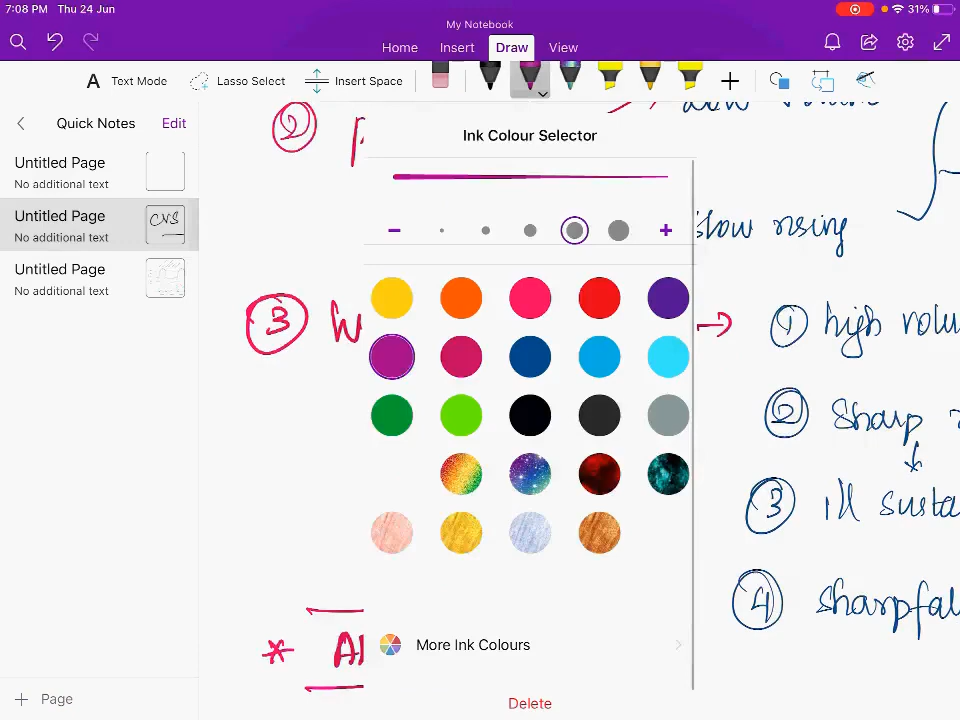 7:08 PM Thu 24 Jun
31%
My Notebook
Home Insert Draw View
Text Mode Lasso Select Insert Space
Quick Notes Edit
Untitled Page
No additional text
Untitled Page
No additional text
CNS
Untitled Page
No additional text
Page
Ink Colour Selector
More Ink Colours
Delete
②
slow rising
③
① high volu
② Sharp
③ ill susta
④ sharpfal
*